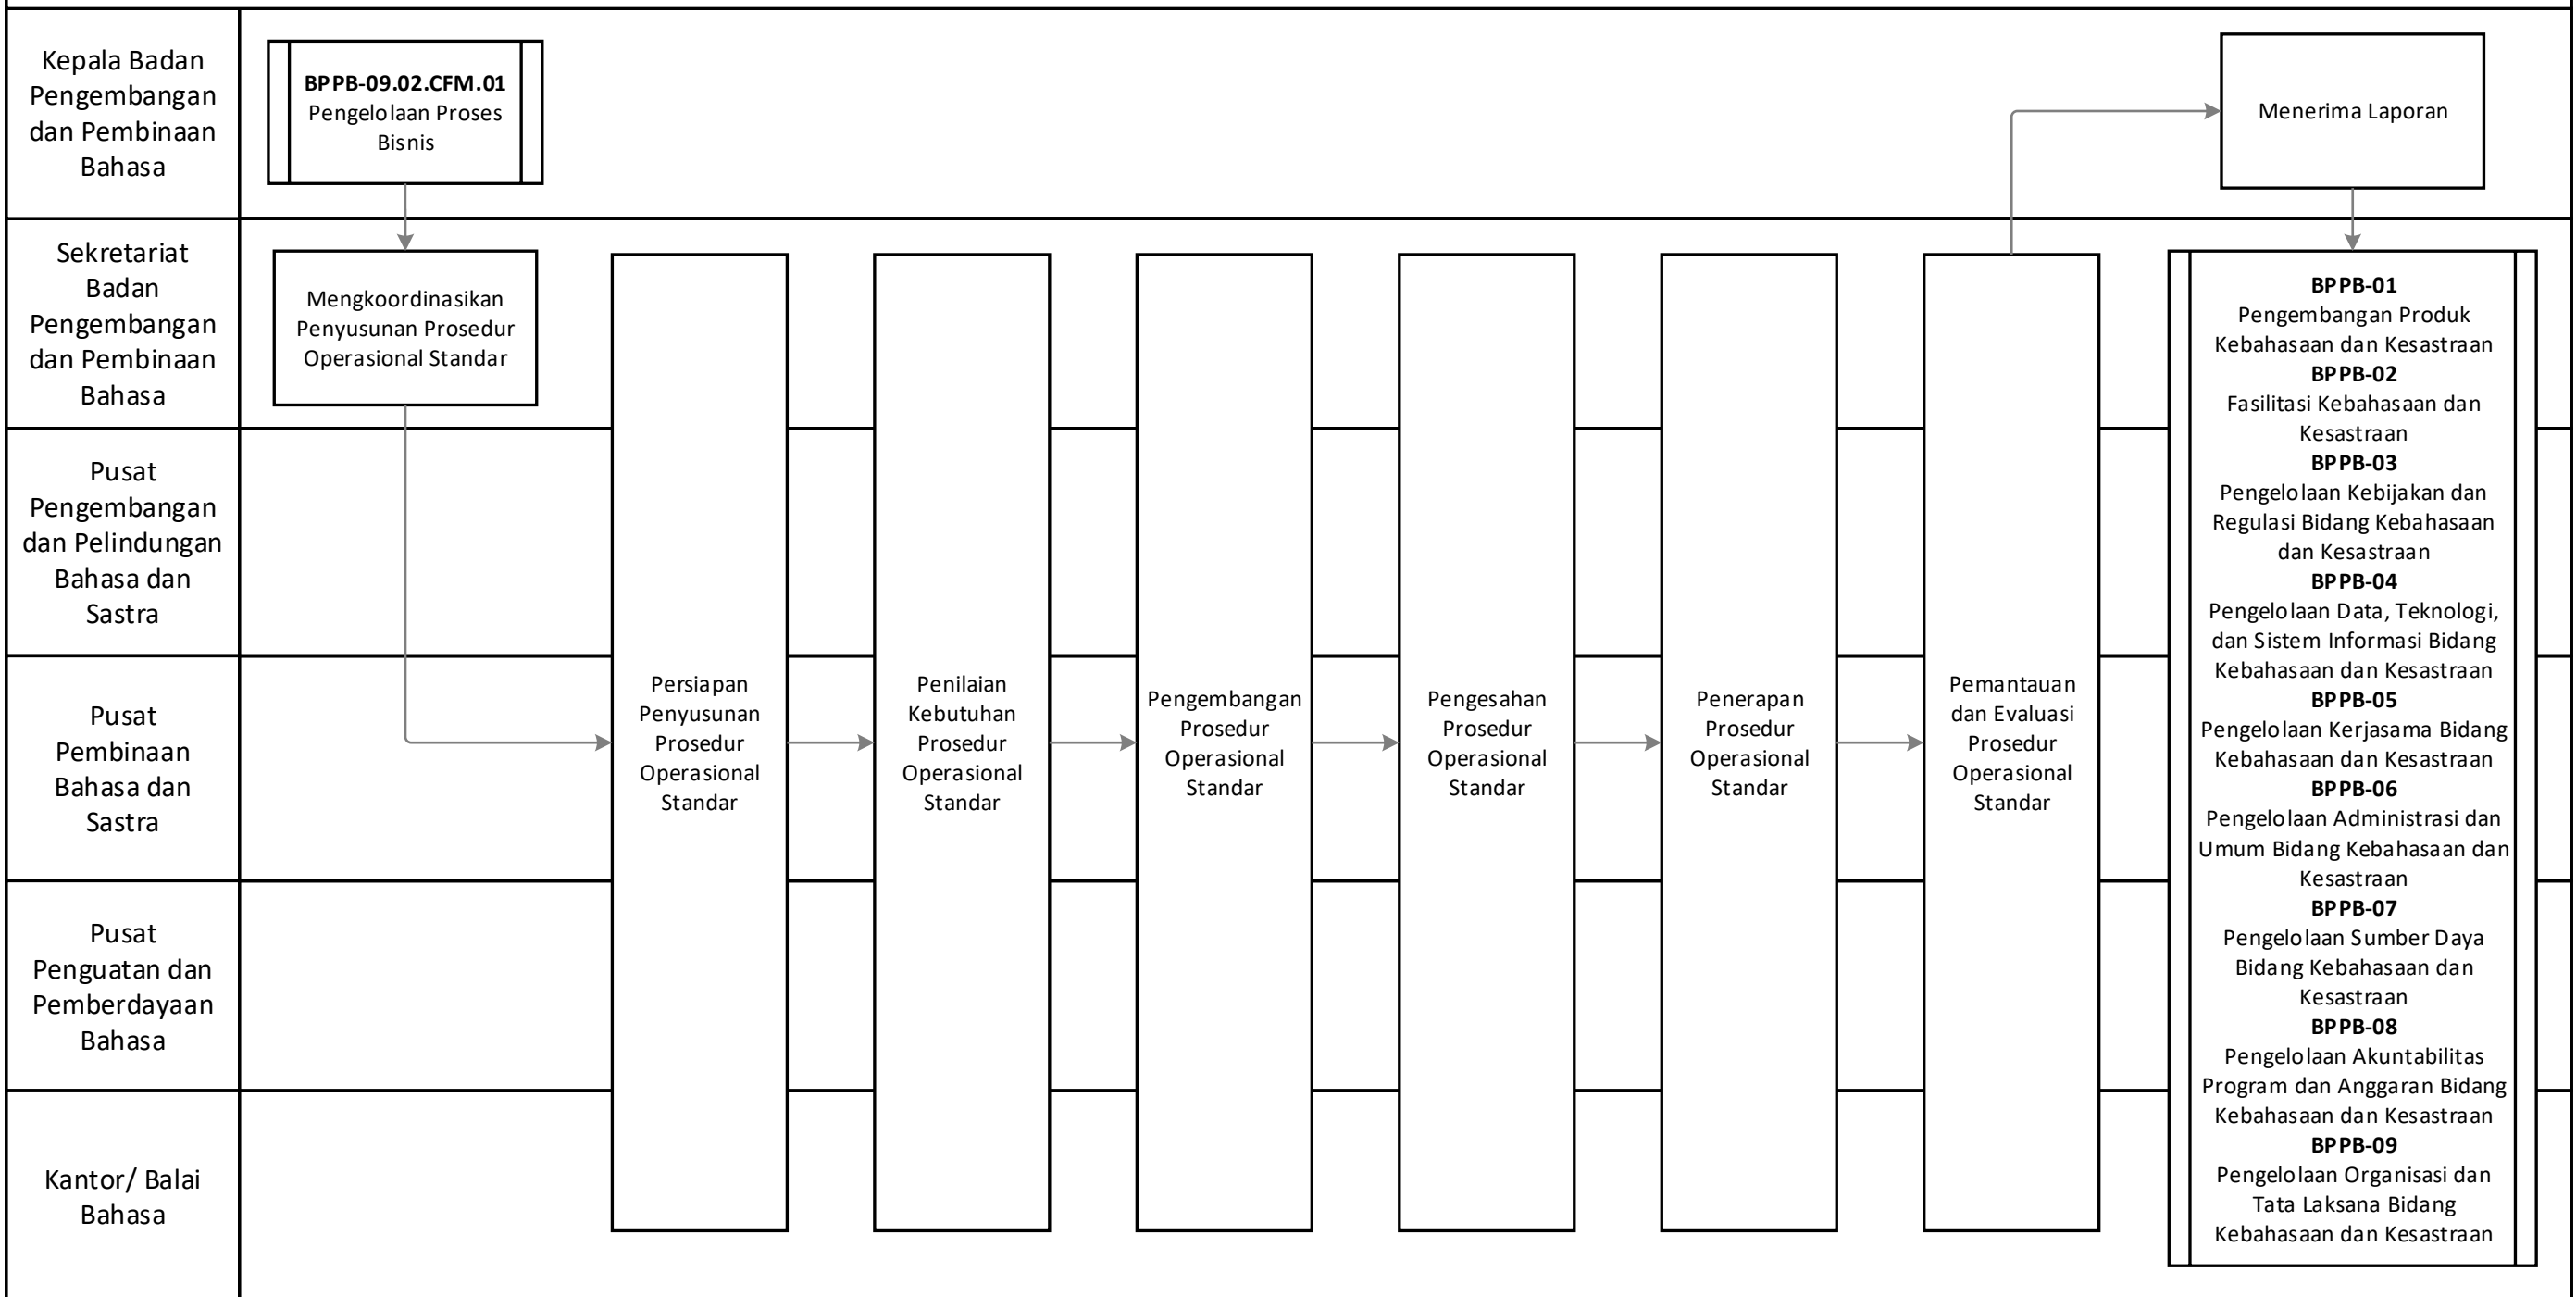 Kepala Badan
Pengembangan
dan Pembinaan
Bahasa
BPPB-09.02.CFM.01
Pengelolaan Proses
Bisnis
Menerima Laporan
Sekretariat
Badan
Pengembangan
dan Pembinaan
Bahasa
Mengkoordinasikan
Penyusunan Prosedur
Operasional Standar
Pusat
Pengembangan
dan Pelindungan
Bahasa dan
Sastra
Pusat
Pembinaan
Bahasa dan
Sastra
Pusat
Penguatan dan
Pemberdayaan
Bahasa
Kantor/ Balai
Bahasa
Persiapan
Penyusunan
Prosedur
Operasional
Standar
Penilaian
Kebutuhan
Prosedur
Operasional
Standar
Pengembangan
Prosedur
Operasional
Standar
Pengesahan
Prosedur
Operasional
Standar
Penerapan
Prosedur
Operasional
Standar
Pemantauan
dan Evaluasi
Prosedur
Operasional
Standar
BPPB-01
Pengembangan Produk
Kebahasaan dan Kesastraan
BPPB-02
Fasilitasi Kebahasaan dan
Kesastraan
BPPB-03
Pengelolaan Kebijakan dan
Regulasi Bidang Kebahasaan
dan Kesastraan
BPPB-04
Pengelolaan Data, Teknologi,
dan Sistem Informasi Bidang
Kebahasaan dan Kesastraan
BPPB-05
Pengelolaan Kerjasama Bidang
Kebahasaan dan Kesastraan
BPPB-06
Pengelolaan Administrasi dan
Umum Bidang Kebahasaan dan
Kesastraan
BPPB-07
Pengelolaan Sumber Daya
Bidang Kebahasaan dan
Kesastraan
BPPB-08
Pengelolaan Akuntabilitas
Program dan Anggaran Bidang
Kebahasaan dan Kesastraan
BPPB-09
Pengelolaan Organisasi dan
Tata Laksana Bidang
Kebahasaan dan Kesastraan